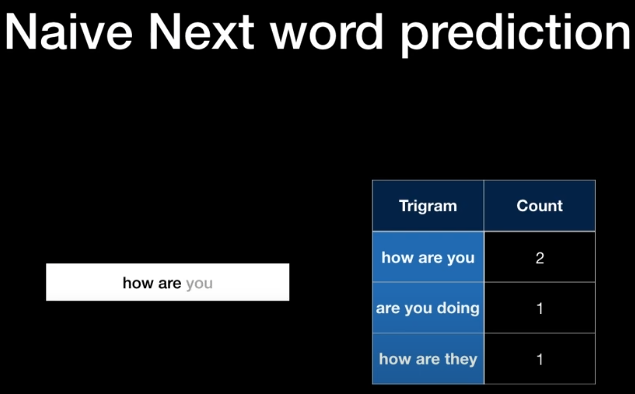 Naive Next word prediction
how are you
Trigram Count
how are you 2
are you doing 1
how are they 1